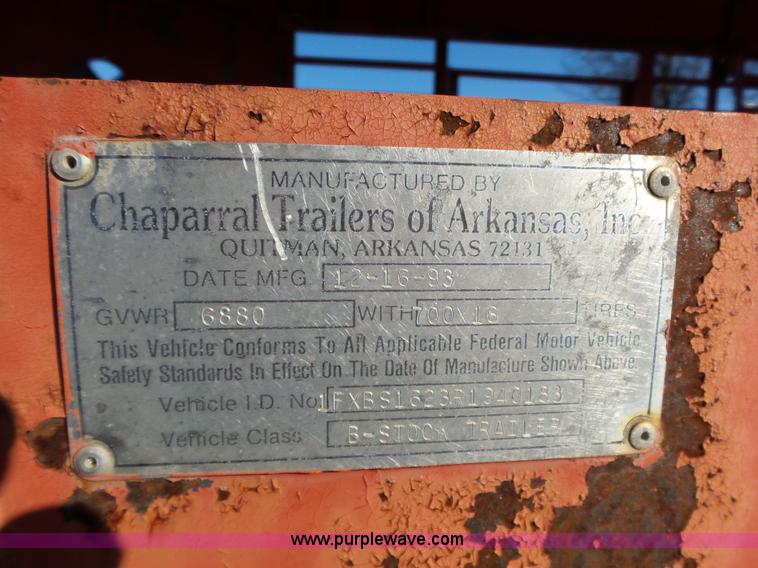 MANUFACTURED BY
Chaparral Trailers of Arkansas, Inc.
QUITMAN, ARKANSAS 72131
DATE MFG 12-16-93
GVWR 6880 WITH 700X16 TIRES
This Vehicle Conforms To All Applicable Federal Motor Vehicle
Safety Standards In Effect On The Date Of Manufacture Shown Above.
Vehicle I.D. No 1FXBS1623R1940183
Vehicle Class B-STOCK TRAILER
www.purplewave.com